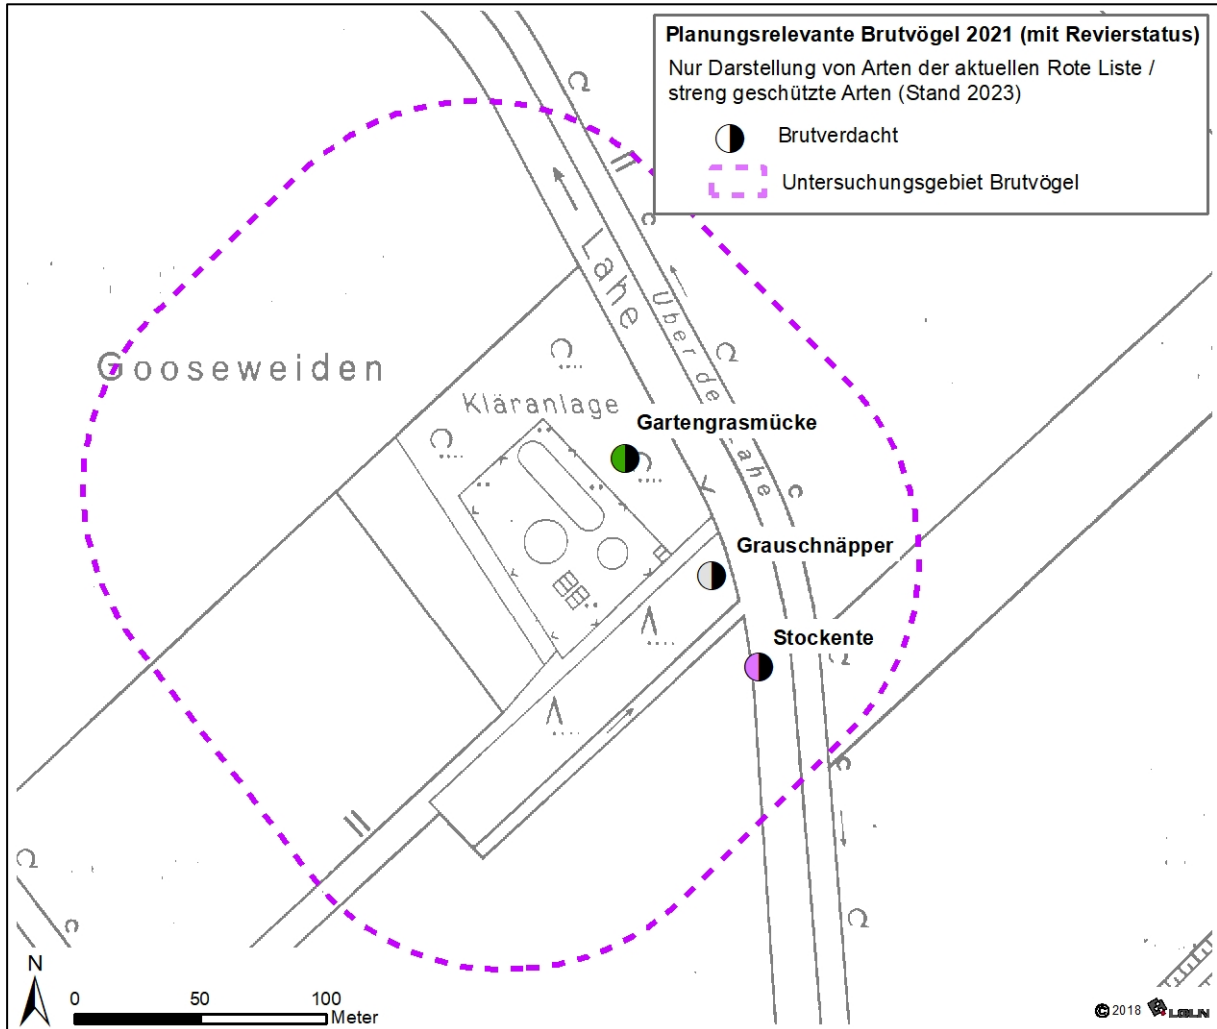 Planungsrelevante Brutvögel 2021 (mit Revierstatus)
Nur Darstellung von Arten der aktuellen Rote Liste /
streng geschützte Arten (Stand 2023)
Brutverdacht
Untersuchungsgebiet Brutvögel
Lahe
Über der Lahe
Gooseweiden
Kläranlage
Gartengrasmücke
Grauschnäpper
Stockente
N
0 50 100
Meter
© 2018 LGLN